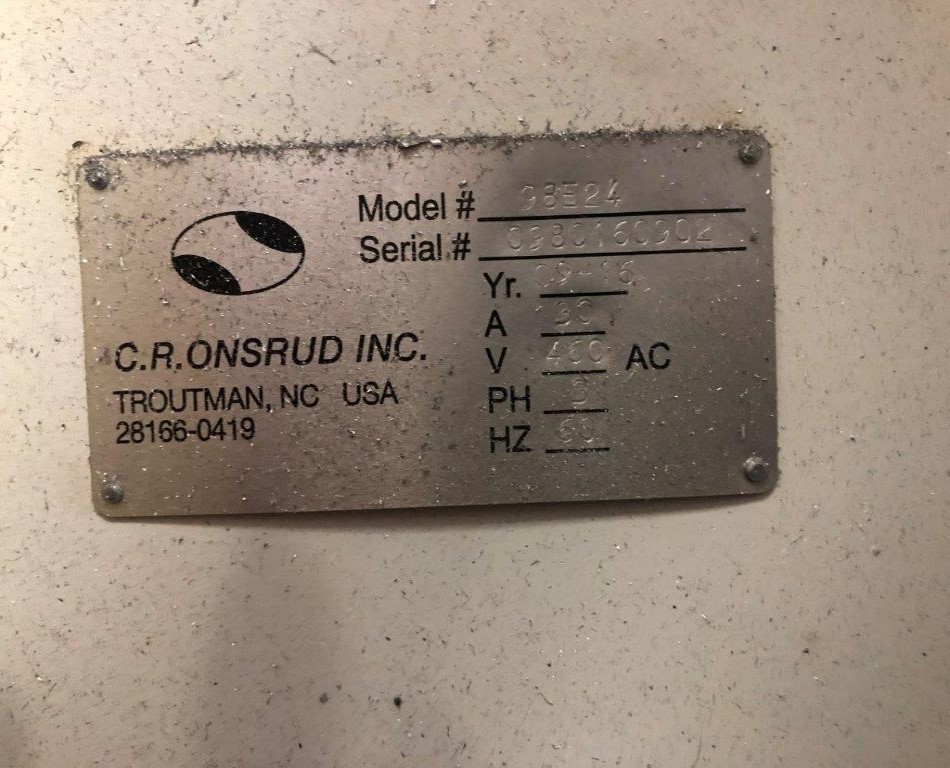 Model # 98E24
Serial # 0980160902
Yr. 09-16
A 30
V 460 AC
PH 3
HZ 60
C.R.ONSRUD INC.
TROUTMAN, NC USA
28166-0419